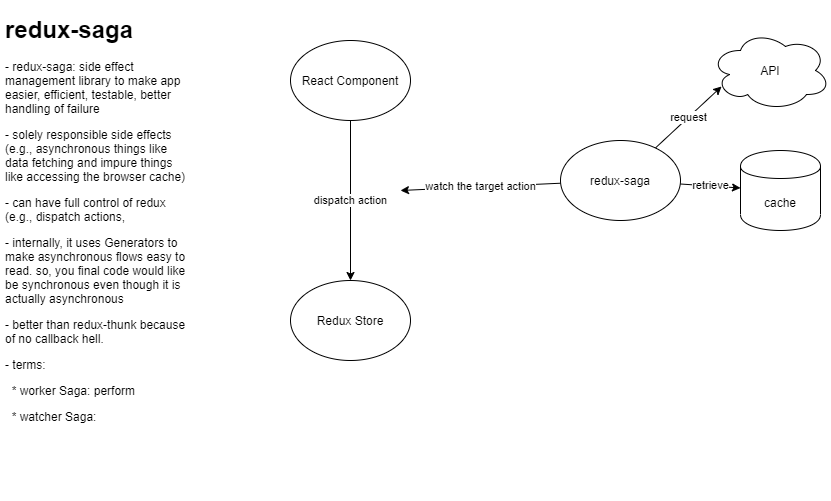 redux-saga
- redux-saga: side effect
management library to make app
easier, efficient, testable, better
handling of failure
- solely responsible side effects
(e.g., asynchronous things like
data fetching and impure things
like accessing the browser cache)
- can have full control of redux
(e.g., dispatch actions,
- internally, it uses Generators to
make asynchronous flows easy to
read. so, you final code would like
be synchronous even though it is
actually asynchronous
- better than redux-thunk because
of no callback hell.
- terms:
* worker Saga: perform
* watcher Saga:
React Component
dispatch action
Redux Store
watch the target action
redux-saga
request
API
retrieve
cache